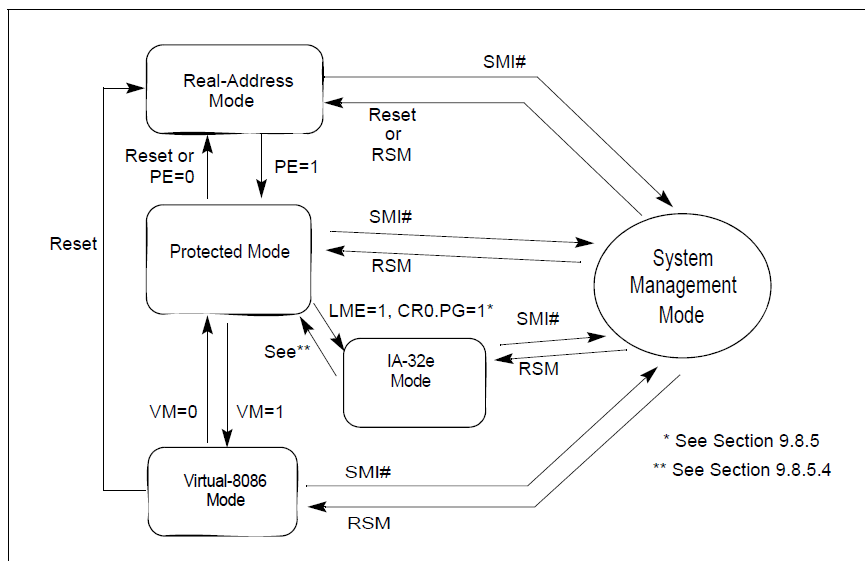 Real-Address
Mode
SMI#
Reset
or
RSM
Reset or
PE=0
PE=1
Reset
Protected Mode
SMI#
RSM
System
Management
Mode
LME=1, CR0.PG=1*
See**
IA-32e
Mode
SMI#
RSM
VM=0
VM=1
* See Section 9.8.5
** See Section 9.8.5.4
Virtual-8086
Mode
SMI#
RSM